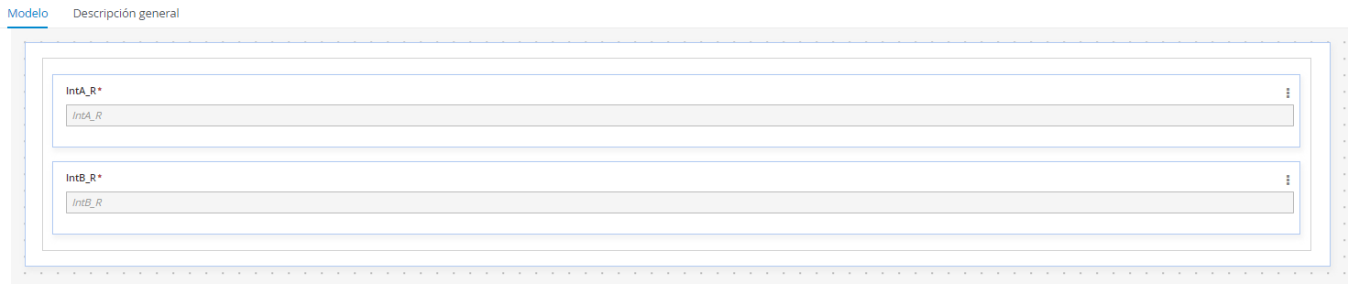 Modelo Descripción general
IntA_R*
IntA_R
IntB_R*
IntB_R